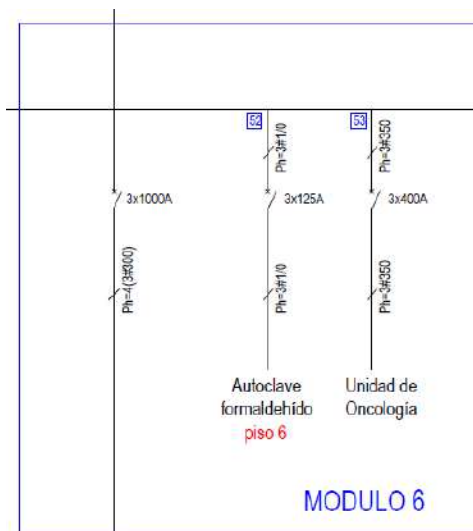 52
53
Ph=3#1/0
Ph=3#350
3x1000A
3x125A
3x400A
Ph=4(3#300)
Ph=3#1/0
Ph=3#350
Autoclave
formaldehído
piso 6
Unidad de
Oncología
MODULO 6